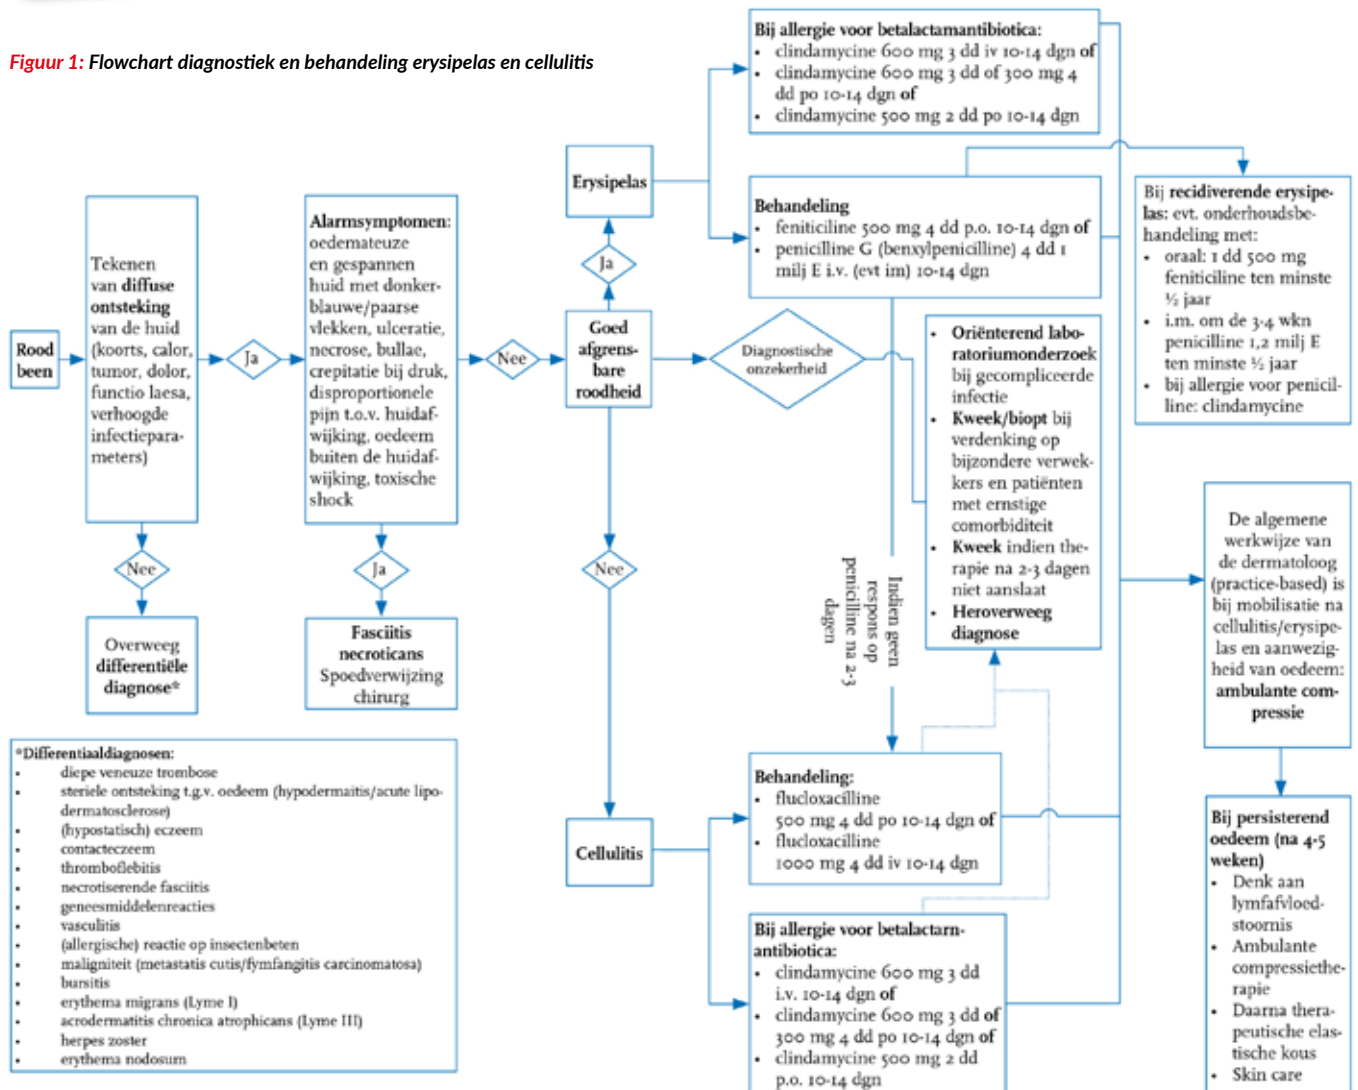 Figuur 1: Flowchart diagnostiek en behandeling erysipelas en cellulitis
Rood
been
Tekenen
van diffuse
ontsteking
van de huid
(koorts, calor,
tumor, dolor,
functio laesa,
verhoogde
infectiepara-
meters)
Ja
Nee
Overweeg
differentiële
diagnose*
Alarmsymptomen:
oedemateuze
en gespannen
huid met donker-
blauwe/paarse
vlekken, ulceratie,
necrose, bullae,
crepitatie bij druk,
disproportionele
pijn t.o.v. huidaf-
wijking, oedeem
buiten de huidaf-
wijking, toxische
shock
Nee
Ja
Fasciitis
necroticans
Spoedverwijzing
chirurg
Goed
afgrens-
bare
roodheid
Ja
Erysipelas
Nee
Cellulitis
Diagnostische
onzekerheid
Bij allergie voor betalactamantibiotica:
• clindamycine 600 mg 3 dd iv 10-14 dgn of
• clindamycine 600 mg 3 dd of 300 mg 4
dd po 10-14 dgn of
• clindamycine 500 mg 2 dd po 10-14 dgn
Behandeling
• feniticiline 500 mg 4 dd p.o. 10-14 dgn of
• penicilline G (benxylpenicilline) 4 dd 1
milj E i.v. (evt im) 10-14 dgn
Bij recidiverende erysipe-
las: evt. onderhoudsbe-
handeling met:
• oraal: 1 dd 500 mg
feniticiline ten minste
½ jaar
• i.m. om de 3-4 wkn
penicilline 1,2 milj E
ten minste ½ jaar
• bij allergie voor penicil-
line: clindamycine
• Oriënterend labo-
ratoriumonderzoek
bij gecompliceerde
infectie
• Kweek/biopt bij
verdenking op
bijzondere verwek-
kers en patiënten
met ernstige
comorbiditeit
• Kweek indien the-
rapie na 2-3 dagen
niet aanslaat
• Heroverweeg
diagnose
Indien geen
respons op
penicilline na 2-3
dagen
Behandeling:
• flucloxacilline
500 mg 4 dd po 10-14 dgn of
• flucloxacilline
1000 mg 4 dd iv 10-14 dgn
Bij allergie voor betalactarn-
antibiotica:
• clindamycine 600 mg 3 dd
i.v. 10-14 dgn of
• clindamycine 600 mg 3 dd of
300 mg 4 dd po 10-14 dgn of
• clindamycine 500 mg 2 dd
p.o. 10-14 dgn
De algemene
werkwijze van
de dermatoloog
(practice-based) is
bij mobilisatie na
cellulitis/erysipe-
las en aanwezig-
heid van oedeem:
ambulante com-
pressie
Bij persisterend
oedeem (na 4-5
weken)
• Denk aan
lymfafvloed-
stoornis
• Ambulante
compressiethe-
rapie
• Daarna thera-
peutische elas-
tische kous
• Skin care
*Differentiaaldiagnosen:
• diepe veneuze trombose
• steriele ontsteking t.g.v. oedeem (hypodermaitis/acute lipo-
dermatosclerose)
• (hypostatisch) eczeem
• contacteczeem
• thromboflebitis
• necrotiserende fasciitis
• geneesmiddelenreacties
• vasculitis
• (allergische) reactie op insectenbeten
• maligniteit (metastatis cutis/fymfangitis carcinomatosa)
• bursitis
• erythema migrans (Lyme I)
• acrodermatitis chronica atrophicans (Lyme III)
• herpes zoster
• erythema nodosum